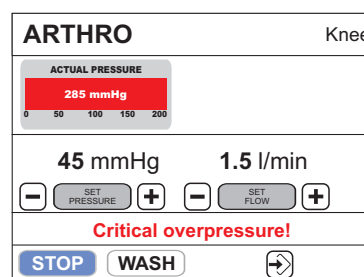 ARTHRO Knee
ACTUAL PRESSURE
285 mmHg
0 50 100 150 200
45 mmHg 1.5 l/min
− SET PRESSURE + − SET FLOW +
Critical overpressure!
STOP WASH